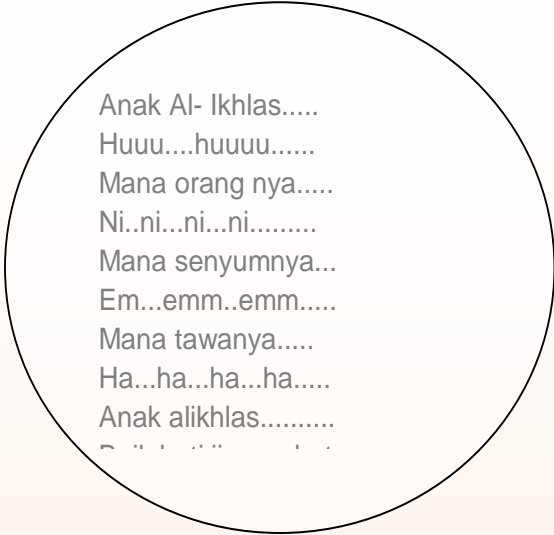 Anak Al- Ikhlas.....
Huuu....huuuu......
Mana orang nya.....
Ni..ni...ni...ni.........
Mana senyumnya...
Em...emm..emm.....
Mana tawanya.....
Ha...ha...ha...ha.....
Anak alikhlas..........